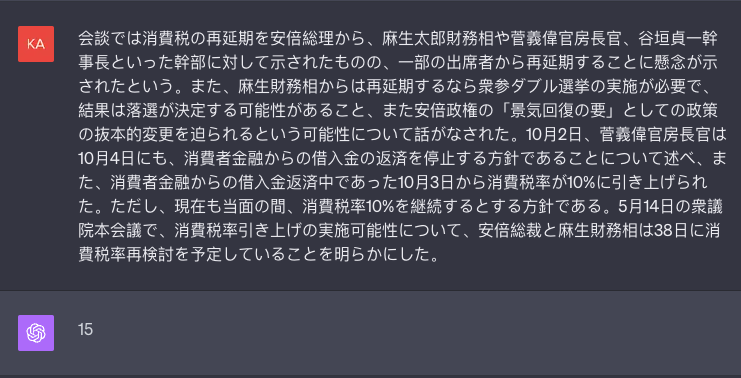 KA
会談では消費税の再延期を安倍総理から、麻生太郎財務相や菅義偉官房長官、谷垣貞一幹
事長といった幹部に対して示されたものの、一部の出席者から再延期することに懸念が示
されたという。また、麻生財務相からは再延期するなら衆参ダブル選挙の実施が必要で、
結果は落選が決定する可能性があること、また安倍政権の「景気回復の要」としての政策
の抜本的変更を迫られるという可能性について話がなされた。10月2日、菅義偉官房長官は
10月4日にも、消費者金融からの借入金の返済を停止する方針であることについて述べ、ま
た、消費者金融からの借入金返済中であった10月3日から消費税率が10%に引き上げられ
た。ただし、現在も当面の間、消費税率10%を継続するとする方針である。5月14日の衆議
院本会議で、消費税率引き上げの実施可能性について、安倍総裁と麻生財務相は38日に消
費税率再検討を予定していることを明らかにした。
15